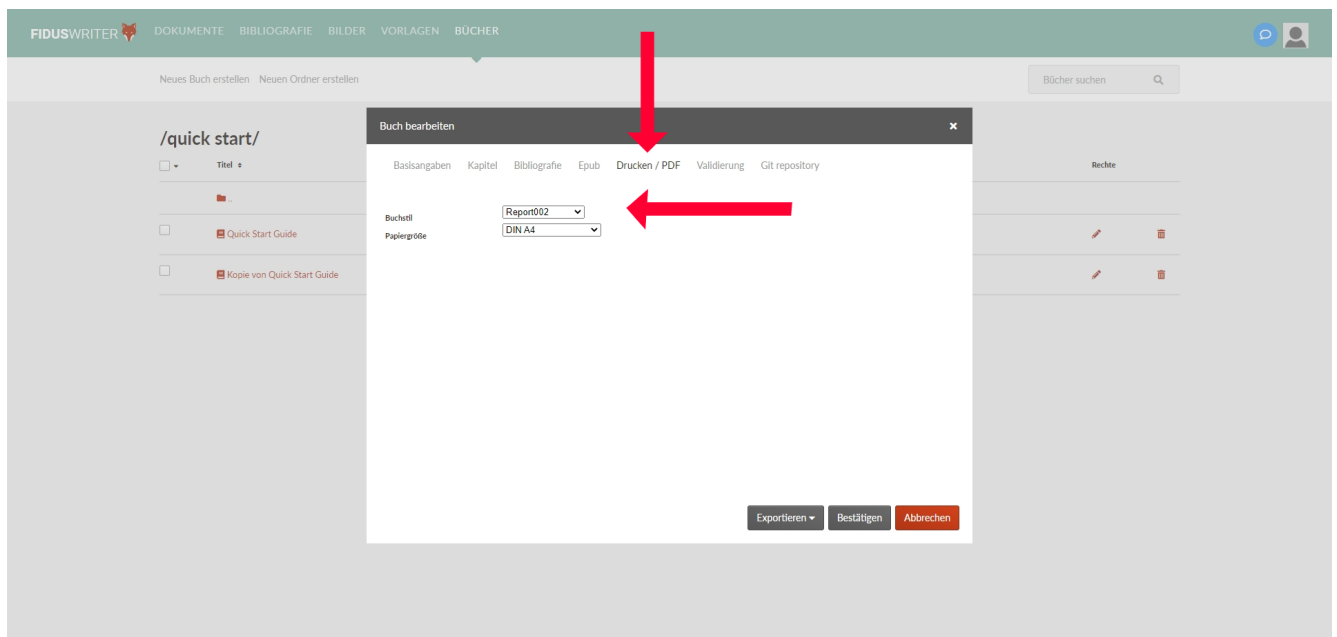 FIDUSWRITER DOKUMENTE BIBLIOGRAFIE BILDER VORLAGEN BÜCHER
Neues Buch erstellen Neuen Ordner erstellen Bücher suchen
/quick start/
Titel Rechte
..
Quick Start Guide
Kopie von Quick Start Guide
Buch bearbeiten
Basisangaben Kapitel Bibliografie Epub Drucken / PDF Validierung Git repository
Buchstil Report002
Papiergröße DIN A4
Exportieren Bestätigen Abbrechen